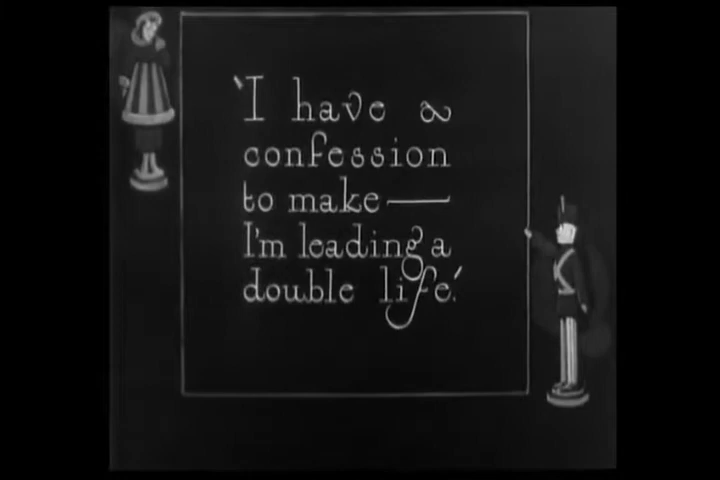 'I have a
confession
to make—
I'm leading a
double life.'